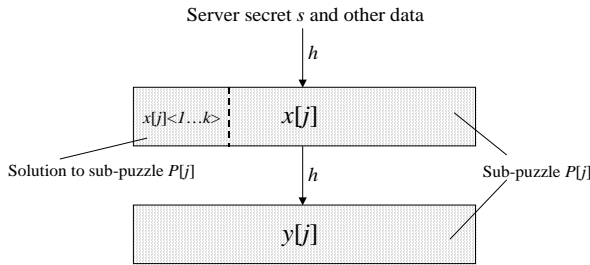 Server secret s and other data
h
x[j]<1…k>
x[j]
Solution to sub-puzzle P[j]
h
Sub-puzzle P[j]
y[j]